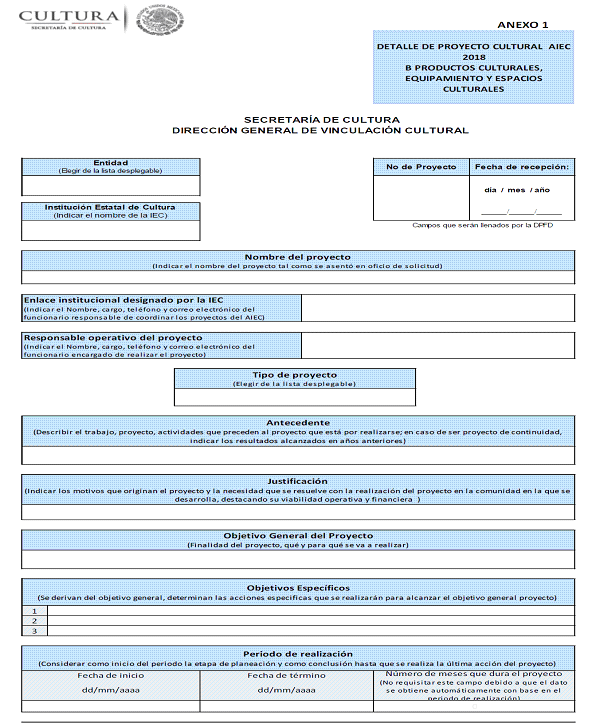 CULTURA
SECRETARÍA DE CULTURA
ANEXO 1
DETALLE DE PROYECTO CULTURAL AIEC
2018
B PRODUCTOS CULTURALES,
EQUIPAMIENTO Y ESPACIOS
CULTURALES
SECRETARÍA DE CULTURA
DIRECCIÓN GENERAL DE VINCULACIÓN CULTURAL
Entidad
(Elegir de la lista desplegable)
No de Proyecto
Fecha de recepción:
día / mes / año
____/____/____
Institución Estatal de Cultura
(Indicar el nombre de la IEC)
Campos que serán llenados por la DPFD
Nombre del proyecto
(Indicar el nombre del proyecto tal como se asentó en oficio de solicitud)
Enlace institucional designado por la IEC
(Indicar el Nombre, cargo, teléfono y correo electrónico del
funcionario responsable de coordinar los proyectos del AIEC)
Responsable operativo del proyecto
(Indicar el Nombre, cargo, teléfono y correo electrónico del
funcionario encargado de realizar el proyecto)
Tipo de proyecto
(Elegir de la lista desplegable)
Antecedente
(Describir el trabajo, proyecto, actividades que preceden al proyecto que está por realizarse; en caso de ser proyecto de continuidad,
indicar los resultados alcanzados en años anteriores)
Justificación
(Indicar los motivos que originan el proyecto y la necesidad que se resuelve con la realización del proyecto en la comunidad en la que se
desarrolla, destacando su viabilidad operativa y financiera )
Objetivo General del Proyecto
(Finalidad del proyecto, qué y para qué se va a realizar)
Objetivos Específicos
(Se derivan del objetivo general, determinan las acciones especificas que se realizarán para alcanzar el objetivo general proyecto)
1
2
3
Periodo de realización
(Considerar como inicio del periodo la etapa de planeación y como conclusión hasta que se realiza la última acción del proyecto)
Fecha de inicio
dd/mm/aaaa
Fecha de término
dd/mm/aaaa
Número de meses que dura el proyecto
(No requisitar este campo debido a que el dato
se obtiene automáticamente con base en el
periodo de realización)